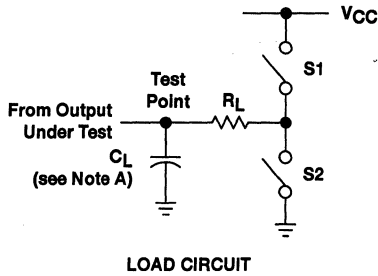 VCC
S1
Test
Point
RL
From Output
Under Test
CL
(see Note A)
S2
LOAD CIRCUIT